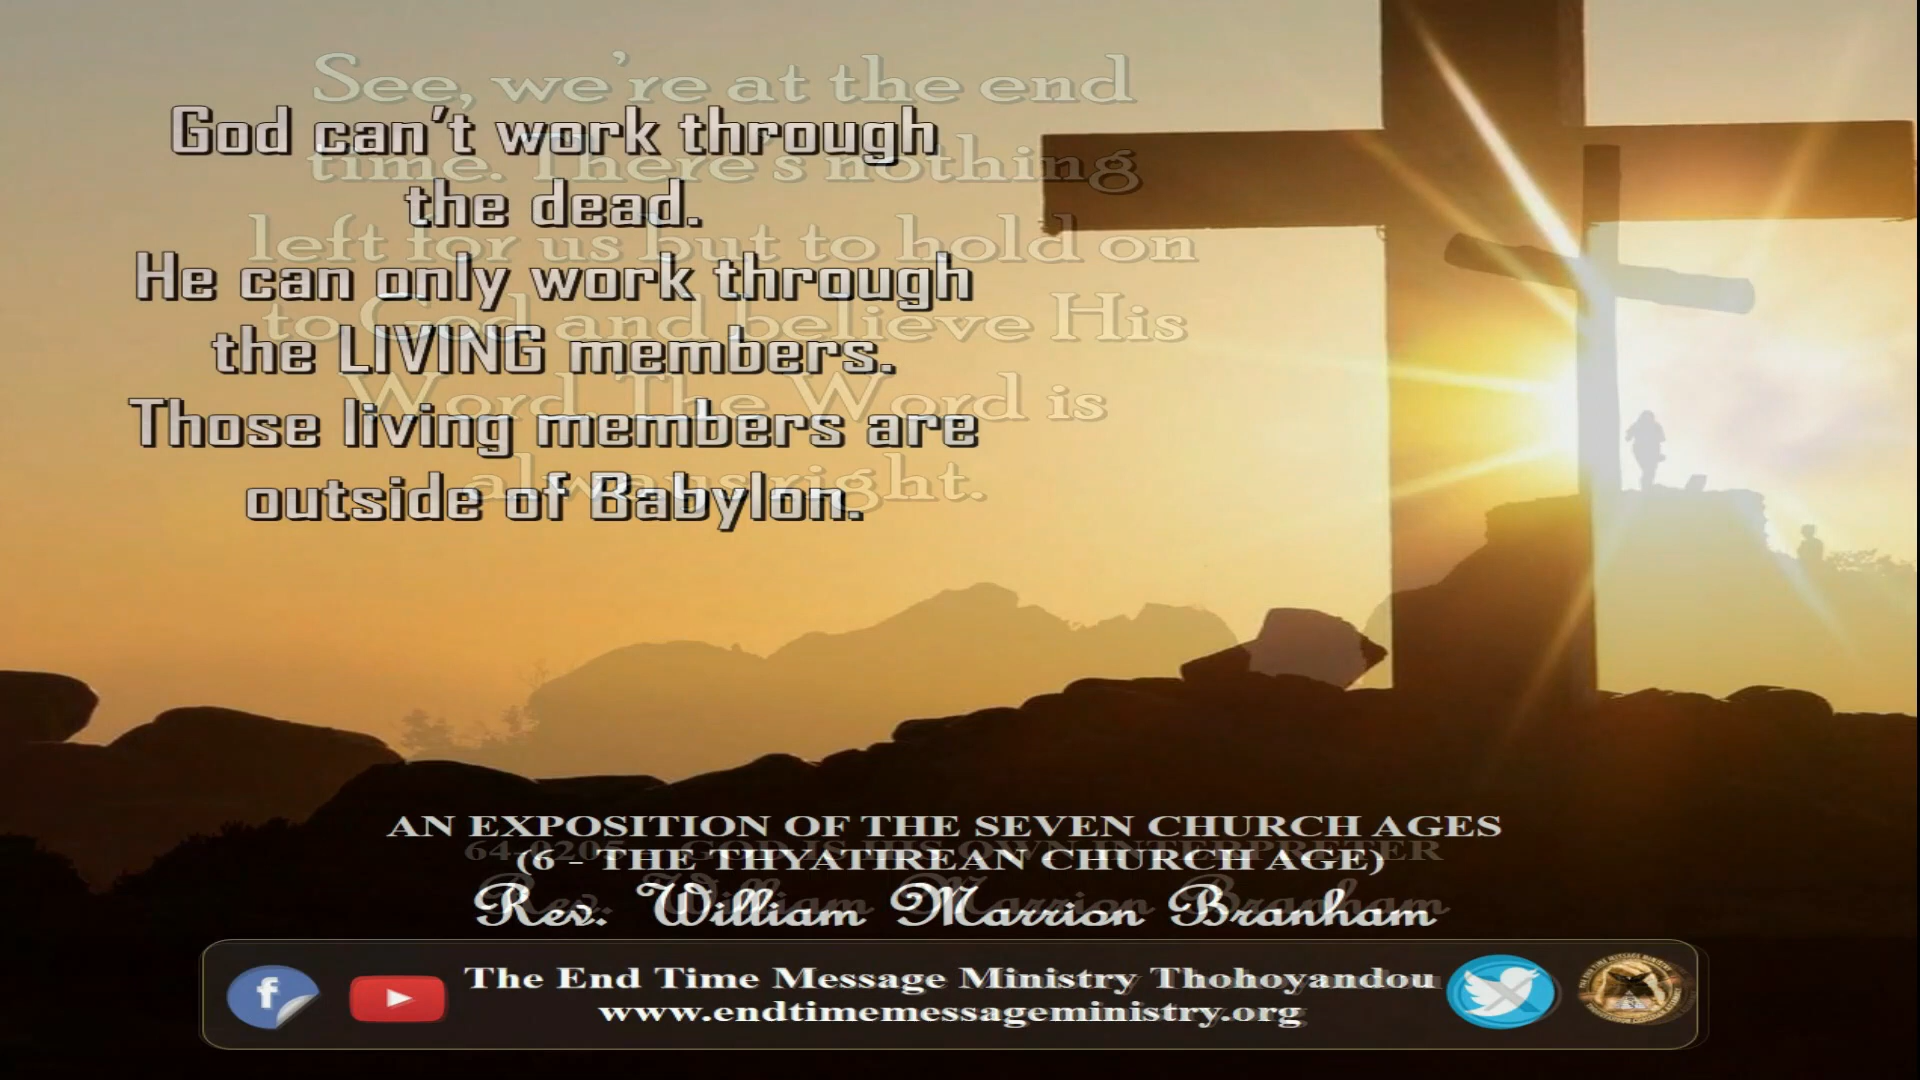 God can't work through
the dead.
He can only work through
the LIVING members.
Those living members are
outside of Babylon.
See, we're at the end
time. There's nothing
left for us but to hold on
to God and believe His
Word. The Word is
always right.
AN EXPOSITION OF THE SEVEN CHURCH AGES
(6 - THE THYATIREAN CHURCH AGE)
64-0205 - GOD IS HIS OWN INTERPRETER
Rev. William Marrion Branham
Rev. William Marrion Branham
The End Time Message Ministry Thohoyandou
www.endtimemessageministry.org